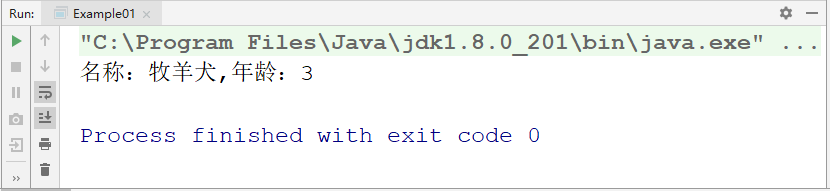 Run: Example01
"C:\Program Files\Java\jdk1.8.0_201\bin\java.exe" ...
名称：牧羊犬,年龄：3
Process finished with exit code 0